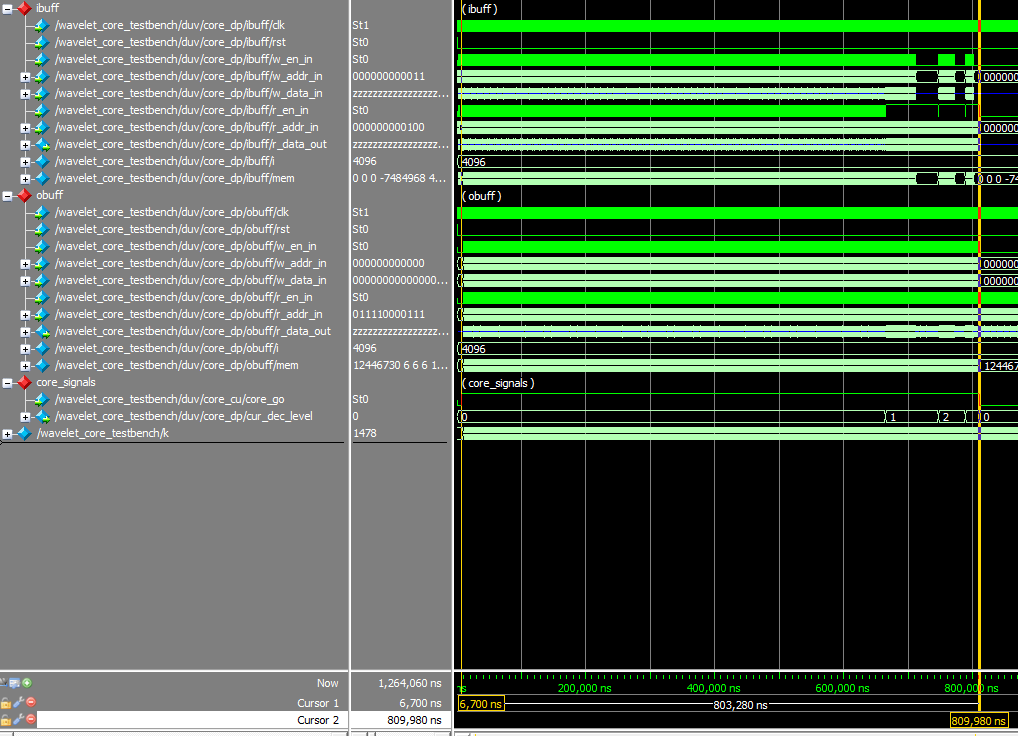 ibuff
(ibuff)
/wavelet_core_testbench/duv/core_dp/ibuff/clk St1
/wavelet_core_testbench/duv/core_dp/ibuff/rst St0
/wavelet_core_testbench/duv/core_dp/ibuff/w_en_in St0
/wavelet_core_testbench/duv/core_dp/ibuff/w_addr_in 000000000011 000000
/wavelet_core_testbench/duv/core_dp/ibuff/w_data_in zzzzzzzzzzzzzzzzz...
/wavelet_core_testbench/duv/core_dp/ibuff/r_en_in St0
/wavelet_core_testbench/duv/core_dp/ibuff/r_addr_in 000000000100 000000
/wavelet_core_testbench/duv/core_dp/ibuff/r_data_out zzzzzzzzzzzzzzzzz...
/wavelet_core_testbench/duv/core_dp/ibuff/i 4096 4096
/wavelet_core_testbench/duv/core_dp/ibuff/mem 0 0 0 -7484968 4... 0 0 0 -74
obuff
(obuff)
/wavelet_core_testbench/duv/core_dp/obuff/clk St1
/wavelet_core_testbench/duv/core_dp/obuff/rst St0
/wavelet_core_testbench/duv/core_dp/obuff/w_en_in St0
/wavelet_core_testbench/duv/core_dp/obuff/w_addr_in 000000000000 000000
/wavelet_core_testbench/duv/core_dp/obuff/w_data_in 00000000000000... 000000
/wavelet_core_testbench/duv/core_dp/obuff/r_en_in St0
/wavelet_core_testbench/duv/core_dp/obuff/r_addr_in 011110000111
/wavelet_core_testbench/duv/core_dp/obuff/r_data_out zzzzzzzzzzzzzzzzz...
/wavelet_core_testbench/duv/core_dp/obuff/i 4096 4096
/wavelet_core_testbench/duv/core_dp/obuff/mem 12446730 6 6 6 1... 124467
core_signals
(core_signals)
/wavelet_core_testbench/duv/core_cu/core_go St0
/wavelet_core_testbench/duv/core_dp/cur_dec_level 0 0 1 2 0
/wavelet_core_testbench/k 1478
Now 1,264,060 ns ns 200,000 ns 400,000 ns 600,000 ns 800,000 ns
Cursor 1 6,700 ns 6,700 ns 803,280 ns
Cursor 2 809,980 ns 809,980 ns